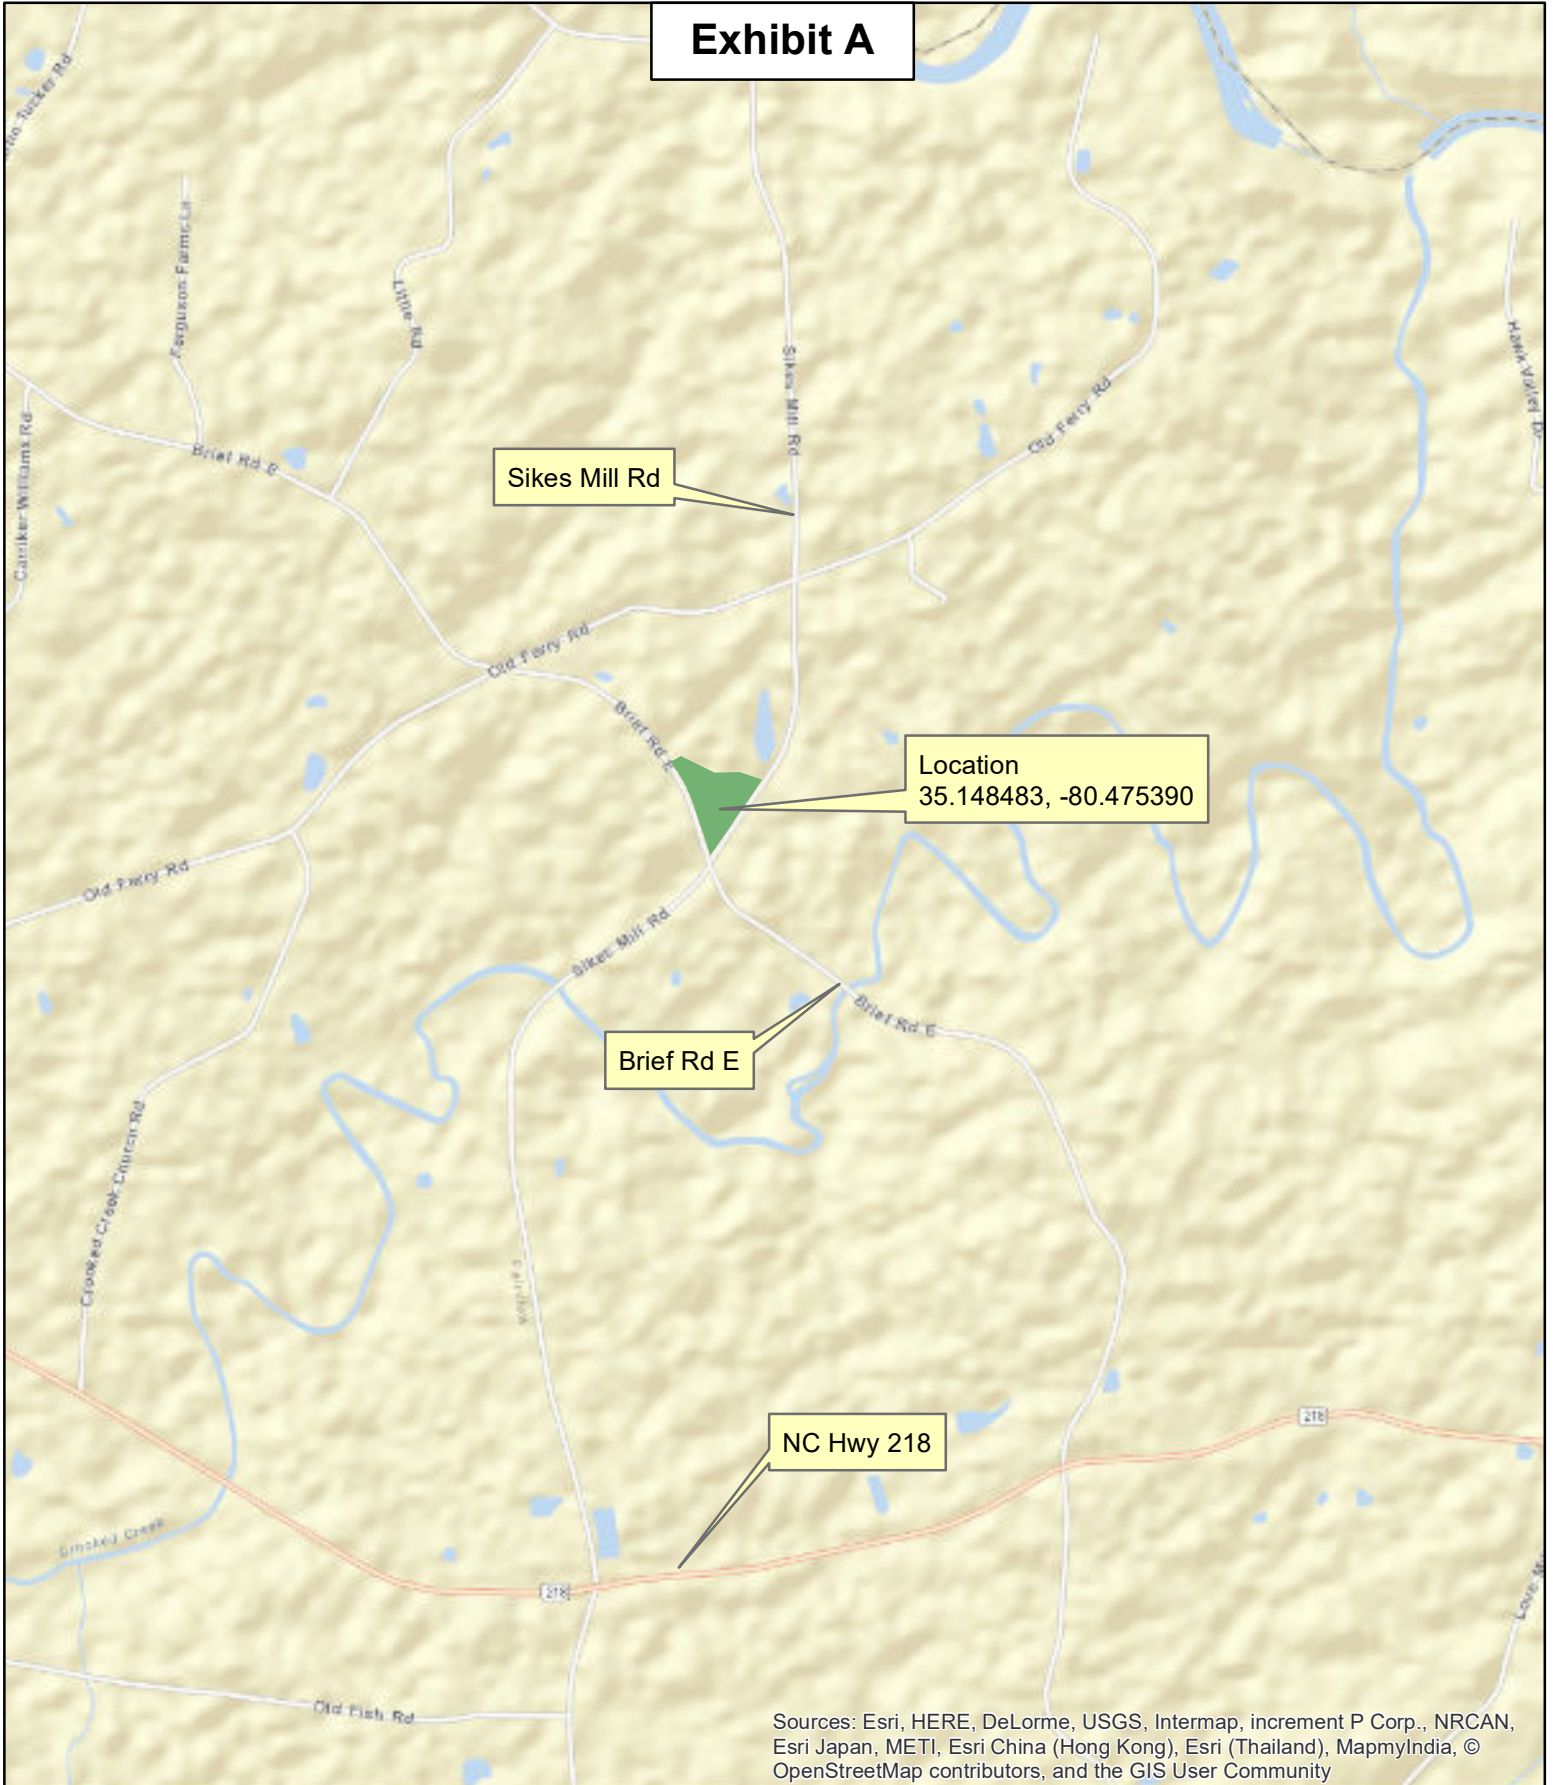 Exhibit A
Ferguson Farms Ln
Little Rd
Sikes Mill Rd
Hawk Valley Dr
Old Ferry Rd
Carriker Williams Rd
Brief Rd E
Sikes Mill Rd
Old Ferry Rd
Brief Rd E
Location
35.148483, -80.475390
Old Ferry Rd
Sikes Mill Rd
Brief Rd E
Brief Rd E
Crooked Creek Church Rd
Fairview
NC Hwy 218
218
Crooked Creek
218
Old Fish Rd
Sources: Esri, HERE, DeLorme, USGS, Intermap, increment P Corp., NRCAN,
Esri Japan, METI, Esri China (Hong Kong), Esri (Thailand), MapmyIndia, ©
OpenStreetMap contributors, and the GIS User Community